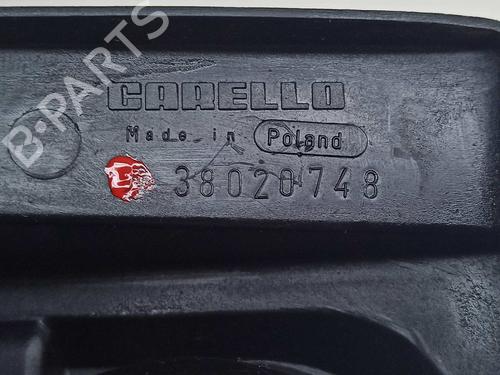 B-PARTS
CARELLO
Made in Poland
38020748